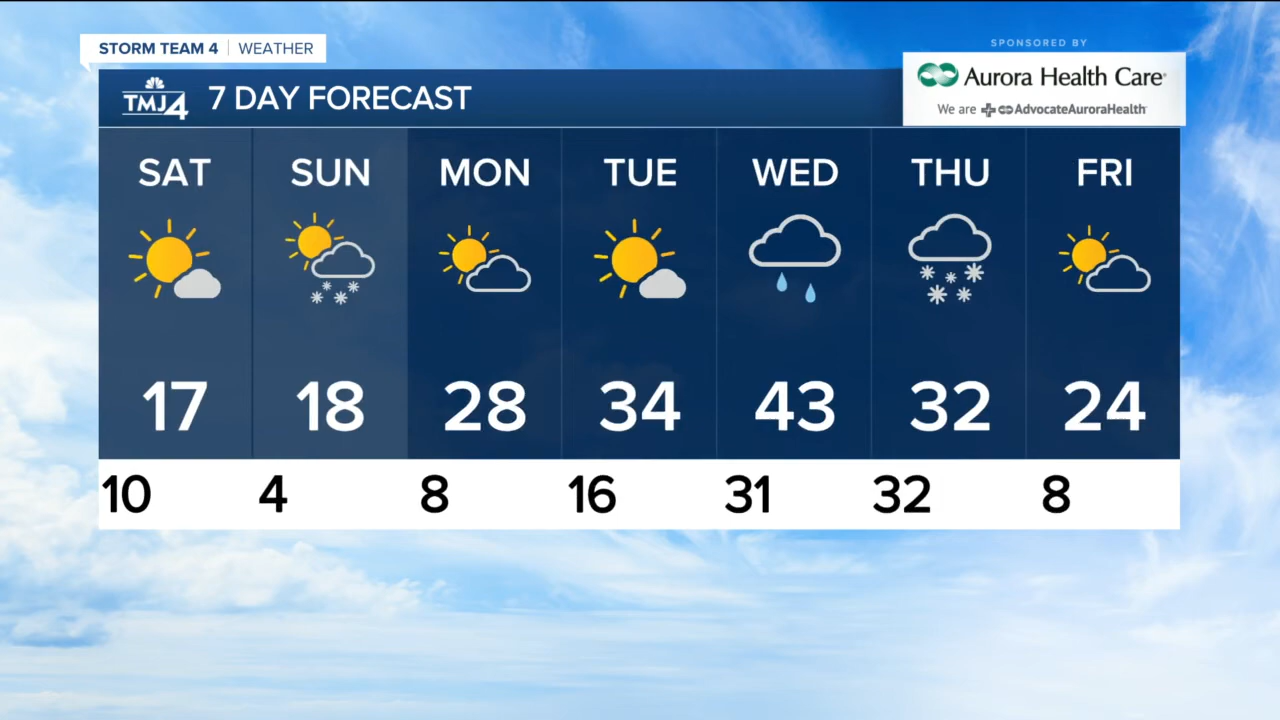 STORM TEAM 4 | WEATHER
SPONSORED BY
Aurora Health Care®
We are AdvocateAuroraHealth
TMJ4 7 DAY FORECAST
SAT SUN MON TUE WED THU FRI
17 18 28 34 43 32 24
10 4 8 16 31 32 8